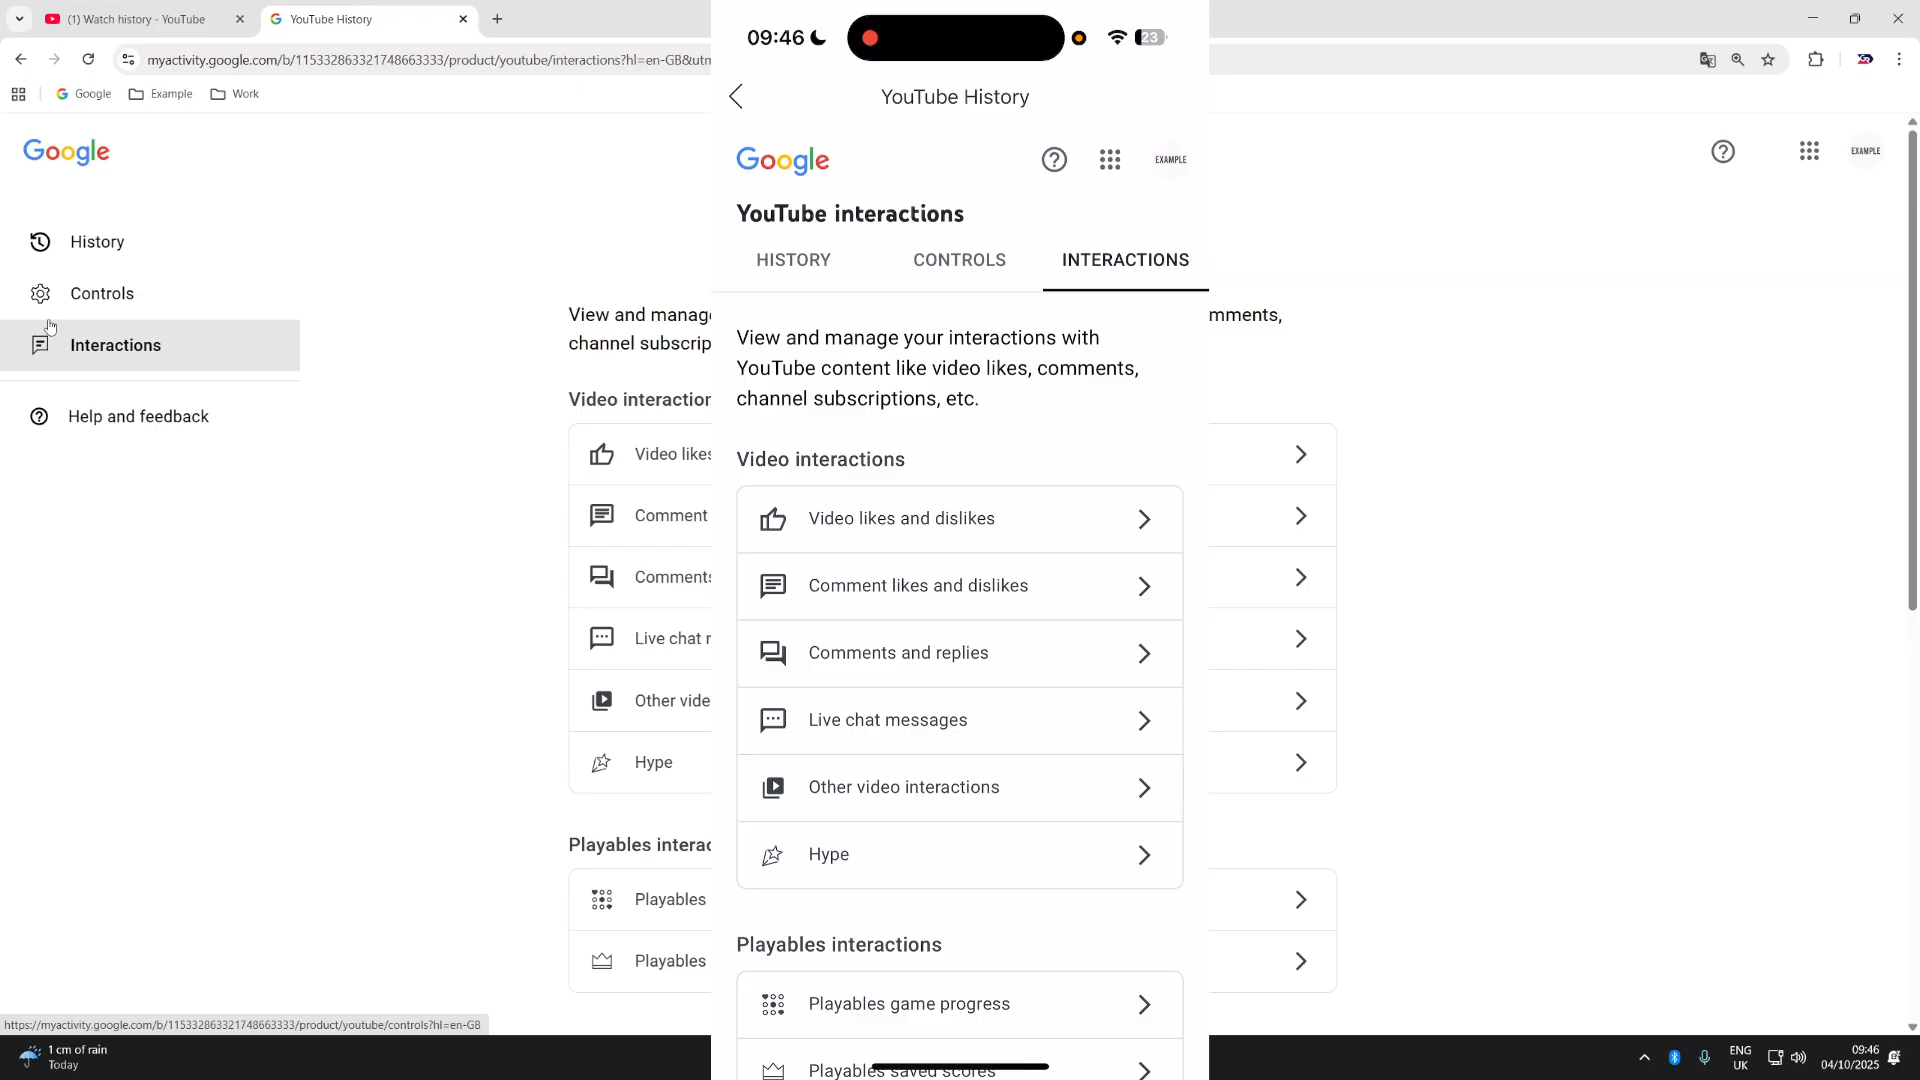 (1) Watch history - YouTube
YouTube History
myactivity.google.com/b/115332863321748663333/product/youtube/interactions?hl=en-GB&utm
Google
Example
Work
Google
History
Controls
Interactions
Help and feedback
View and manag
mments,
channel subscrip
Video interaction
Video likes
Comment
Comments
Live chat
Other vide
Hype
Playables interac
Playables
Playables
EXAMPLE
09:46
23
YouTube History
Google
EXAMPLE
YouTube interactions
HISTORY
CONTROLS
INTERACTIONS
View and manage your interactions with
YouTube content like video likes, comments,
channel subscriptions, etc.
Video interactions
Video likes and dislikes
Comment likes and dislikes
Comments and replies
Live chat messages
Other video interactions
Hype
Playables interactions
Playables game progress
Playables saved scores
https://myactivity.google.com/b/115332863321748663333/product/youtube/controls?hl=en-GB
1 cm of rain
Today
ENG
UK
09:46
04/10/2025